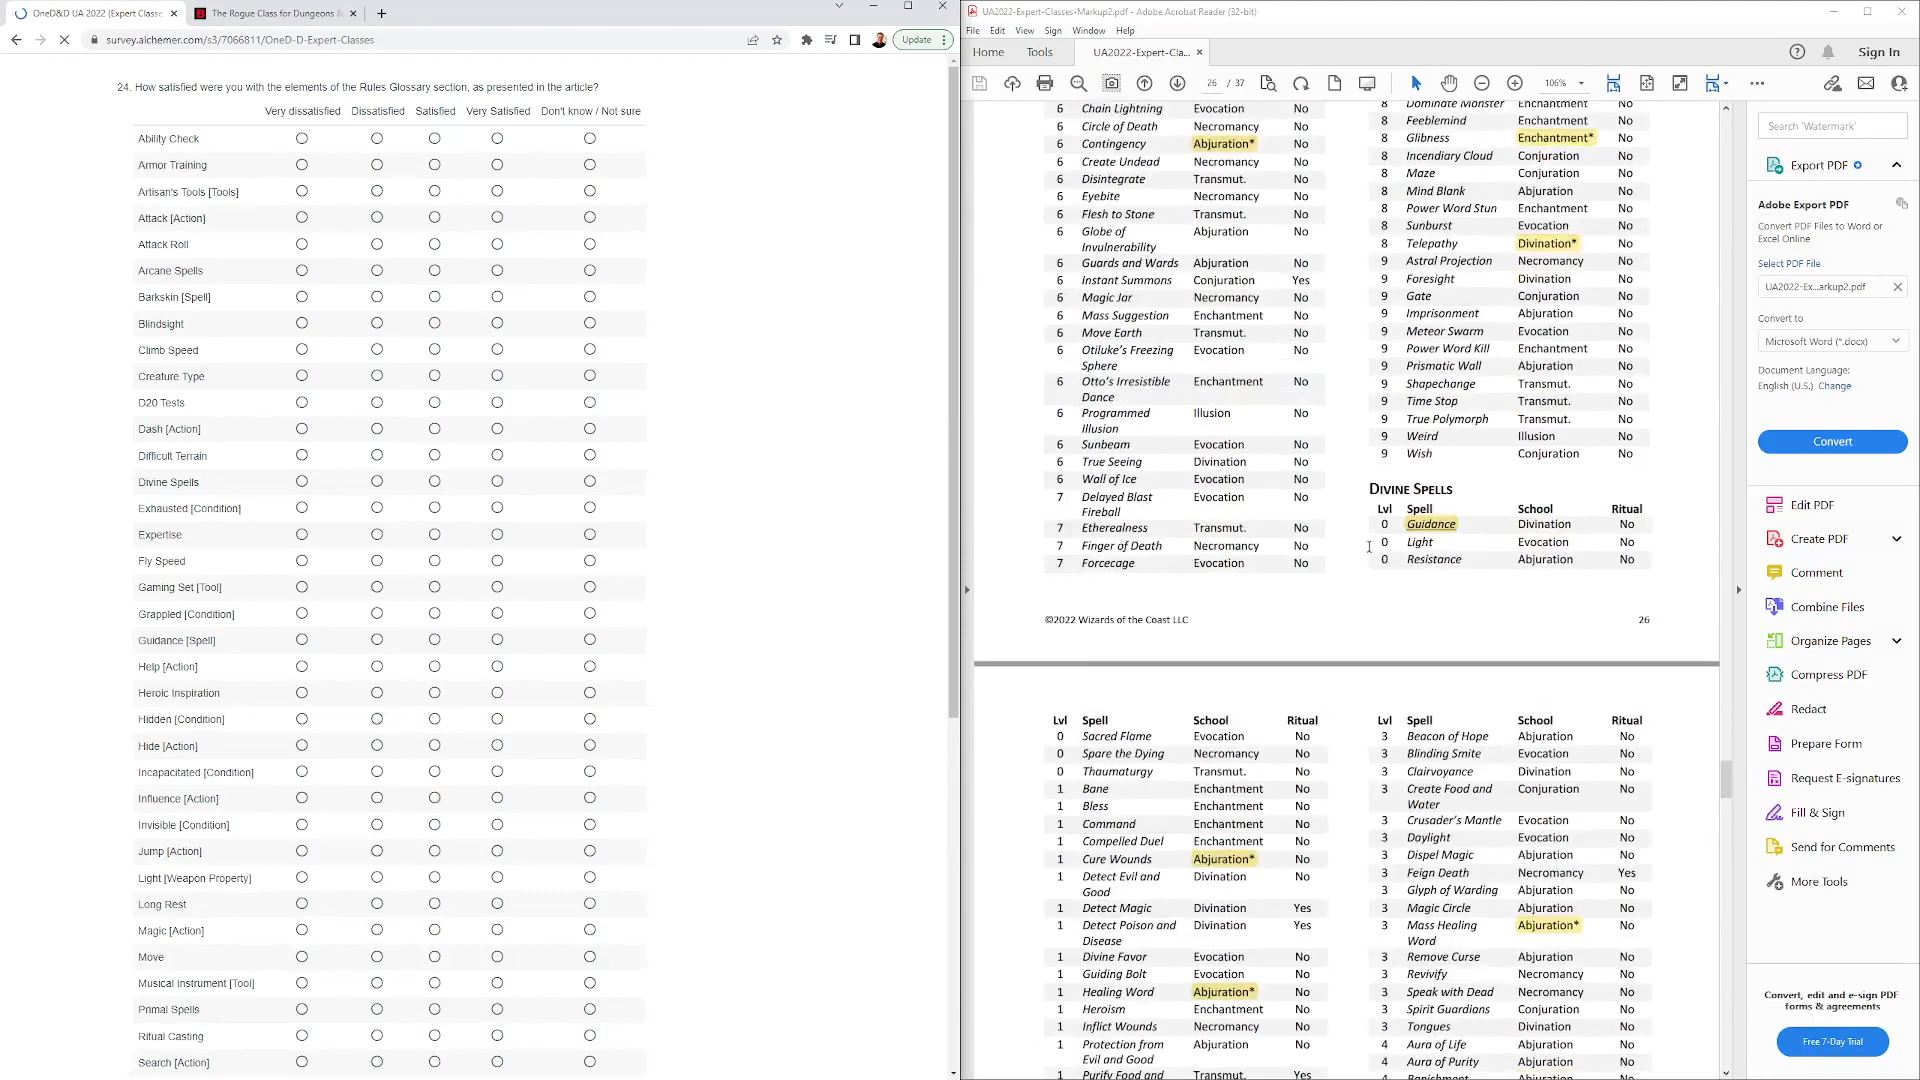 OneD&D UA 2022 (Expert Classe
The Rogue Class for Dungeons &
survey.alchemer.com/s3/7066811/OneD-D-Expert-Classes
Update
24. How satisfied were you with the elements of the Rules Glossary section, as presented in the article?
Very dissatisfied Dissatisfied Satisfied Very Satisfied Don't know / Not sure
Ability Check
Armor Training
Artisan's Tools [Tools]
Attack [Action]
Attack Roll
Arcane Spells
Barkskin [Spell]
Blindsight
Climb Speed
Creature Type
D20 Tests
Dash [Action]
Difficult Terrain
Divine Spells
Exhausted [Condition]
Expertise
Fly Speed
Gaming Set [Tool]
Grappled [Condition]
Guidance [Spell]
Help [Action]
Heroic Inspiration
Hidden [Condition]
Hide [Action]
Incapacitated [Condition]
Influence [Action]
Invisible [Condition]
Jump [Action]
Light [Weapon Property]
Long Rest
Magic [Action]
Move
Musical Instrument [Tool]
Primal Spells
Ritual Casting
Search [Action]
UA2022-Expert-Classes-Markup2.pdf - Adobe Acrobat Reader (32-bit)
File Edit View Sign Window Help
Home Tools UA2022-Expert-Cla... Sign In
26 / 37 106%
6 Chain Lightning Evocation No
6 Circle of Death Necromancy No
6 Contingency Abjuration* No
6 Create Undead Necromancy No
6 Disintegrate Transmut. No
6 Eyebite Necromancy No
6 Flesh to Stone Transmut. No
6 Globe of Abjuration No
Invulnerability
6 Guards and Wards Abjuration No
6 Instant Summons Conjuration Yes
6 Magic Jar Necromancy No
6 Mass Suggestion Enchantment No
6 Move Earth Transmut. No
6 Otiluke's Freezing Evocation No
Sphere
6 Otto's Irresistible Enchantment No
Dance
6 Programmed Illusion No
Illusion
6 Sunbeam Evocation No
6 True Seeing Divination No
6 Wall of Ice Evocation No
7 Delayed Blast Evocation No
Fireball
7 Etherealness Transmut. No
7 Finger of Death Necromancy No
7 Forcecage Evocation No
8 Dominate Monster Enchantment No
8 Feeblemind Enchantment No
8 Glibness Enchantment* No
8 Incendiary Cloud Conjuration No
8 Maze Conjuration No
8 Mind Blank Abjuration No
8 Power Word Stun Enchantment No
8 Sunburst Evocation No
8 Telepathy Divination* No
9 Astral Projection Necromancy No
9 Foresight Divination No
9 Gate Conjuration No
9 Imprisonment Abjuration No
9 Meteor Swarm Evocation No
9 Power Word Kill Enchantment No
9 Prismatic Wall Abjuration No
9 Shapechange Transmut. No
9 Time Stop Transmut. No
9 True Polymorph Transmut. No
9 Weird Illusion No
9 Wish Conjuration No
DIVINE SPELLS
Lvl Spell School Ritual
0 Guidance Divination No
0 Light Evocation No
0 Resistance Abjuration No
©2022 Wizards of the Coast LLC 26
Lvl Spell School Ritual
0 Sacred Flame Evocation No
0 Spare the Dying Necromancy No
0 Thaumaturgy Transmut. No
1 Bane Enchantment No
1 Bless Enchantment No
1 Command Enchantment No
1 Compelled Duel Enchantment No
1 Cure Wounds Abjuration* No
1 Detect Evil and Divination No
Good
1 Detect Magic Divination Yes
1 Detect Poison and Divination Yes
Disease
1 Divine Favor Evocation No
1 Guiding Bolt Evocation No
1 Healing Word Abjuration* No
1 Heroism Enchantment No
1 Inflict Wounds Necromancy No
1 Protection from Abjuration No
Evil and Good
1 Purify Food and Transmut. Yes
Lvl Spell School Ritual
3 Beacon of Hope Abjuration No
3 Blinding Smite Evocation No
3 Clairvoyance Divination No
3 Create Food and Conjuration No
Water
3 Crusader's Mantle Evocation No
3 Daylight Evocation No
3 Dispel Magic Abjuration No
3 Feign Death Necromancy Yes
3 Glyph of Warding Abjuration No
3 Magic Circle Abjuration No
3 Mass Healing Abjuration* No
Word
3 Remove Curse Abjuration No
3 Revivify Necromancy No
3 Speak with Dead Necromancy No
3 Spirit Guardians Conjuration No
3 Tongues Divination No
4 Aura of Life Abjuration No
4 Aura of Purity Abjuration No
4 Banishment Abjuration No
Search 'Watermark'
Export PDF
Adobe Export PDF
Convert PDF Files to Word or
Excel Online
Select PDF File
UA2022-Ex...arkup2.pdf
Convert to
Microsoft Word (*.docx)
Document Language:
English (U.S.) Change
Convert
Edit PDF
Create PDF
Comment
Combine Files
Organize Pages
Compress PDF
Redact
Prepare Form
Request E-signatures
Fill & Sign
Send for Comments
More Tools
Convert, edit and e-sign PDF
forms & agreements
Free 7-Day Trial